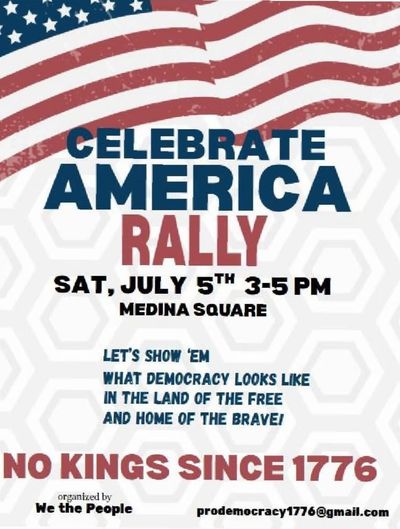 CELEBRATE
AMERICA
RALLY
SAT, JULY 5TH 3-5 PM
MEDINA SQUARE
LET'S SHOW 'EM
WHAT DEMOCRACY LOOKS LIKE
IN THE LAND OF THE FREE
AND HOME OF THE BRAVE!
NO KINGS SINCE 1776
organized by
We the People
prodemocracy1776@gmail.com